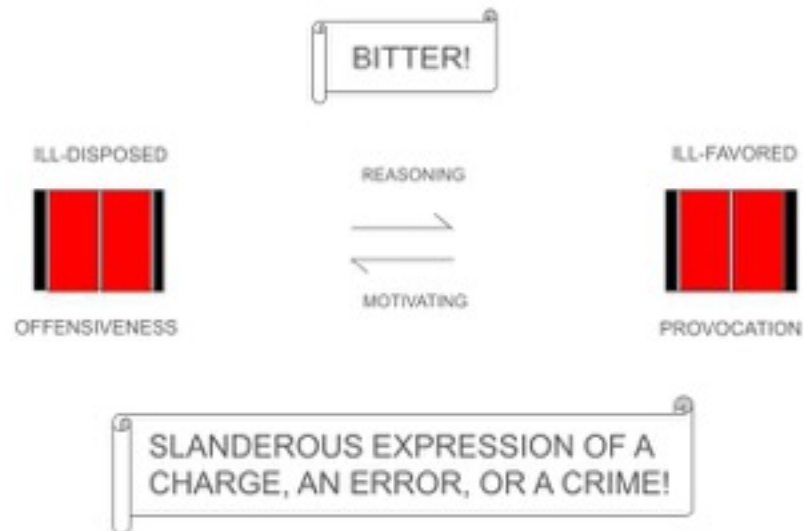 BITTER!
ILL-DISPOSED
ILL-FAVORED
REASONING
MOTIVATING
OFFENSIVENESS
PROVOCATION
SLANDEROUS EXPRESSION OF A
CHARGE, AN ERROR, OR A CRIME!